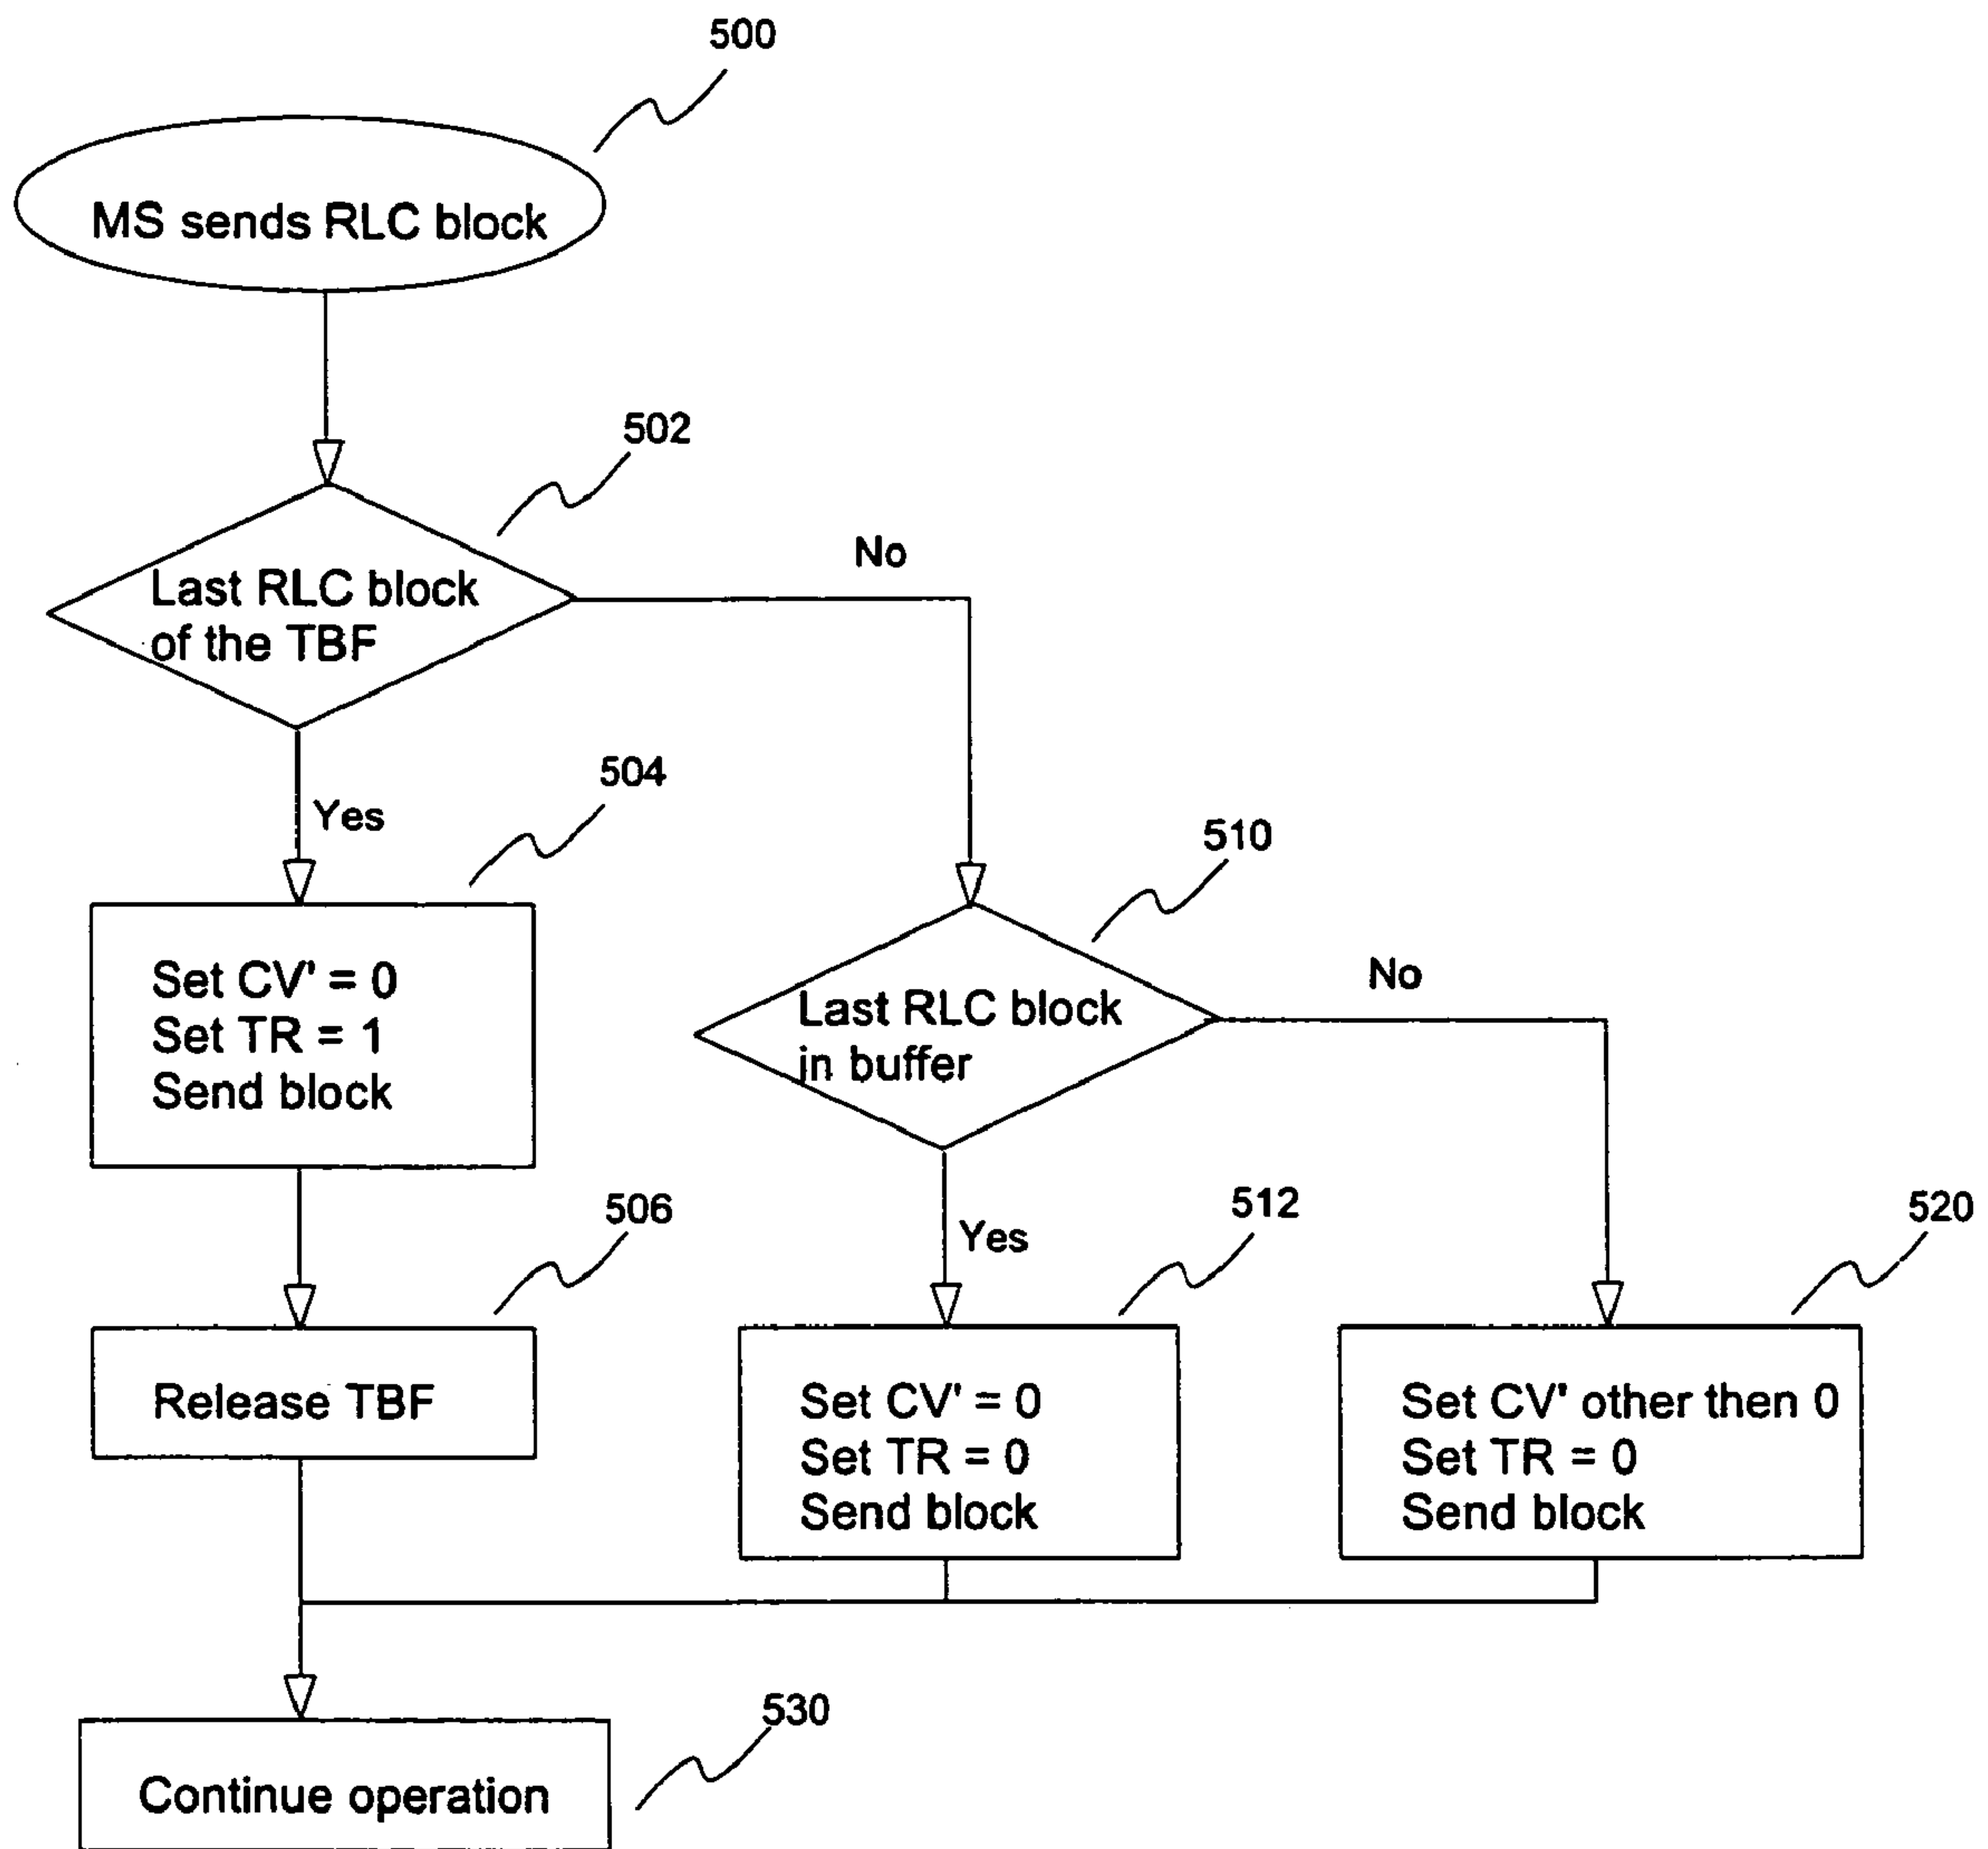 500
MS sends RLC block
502
Last RLC block
of the TBF
No
Yes
504
Set CV' = 0
Set TR = 1
Send block
510
Last RLC block
in buffer
No
Yes
506
Release TBF
512
Set CV' = 0
Set TR = 0
Send block
520
Set CV' other then 0
Set TR = 0
Send block
530
Continue operation